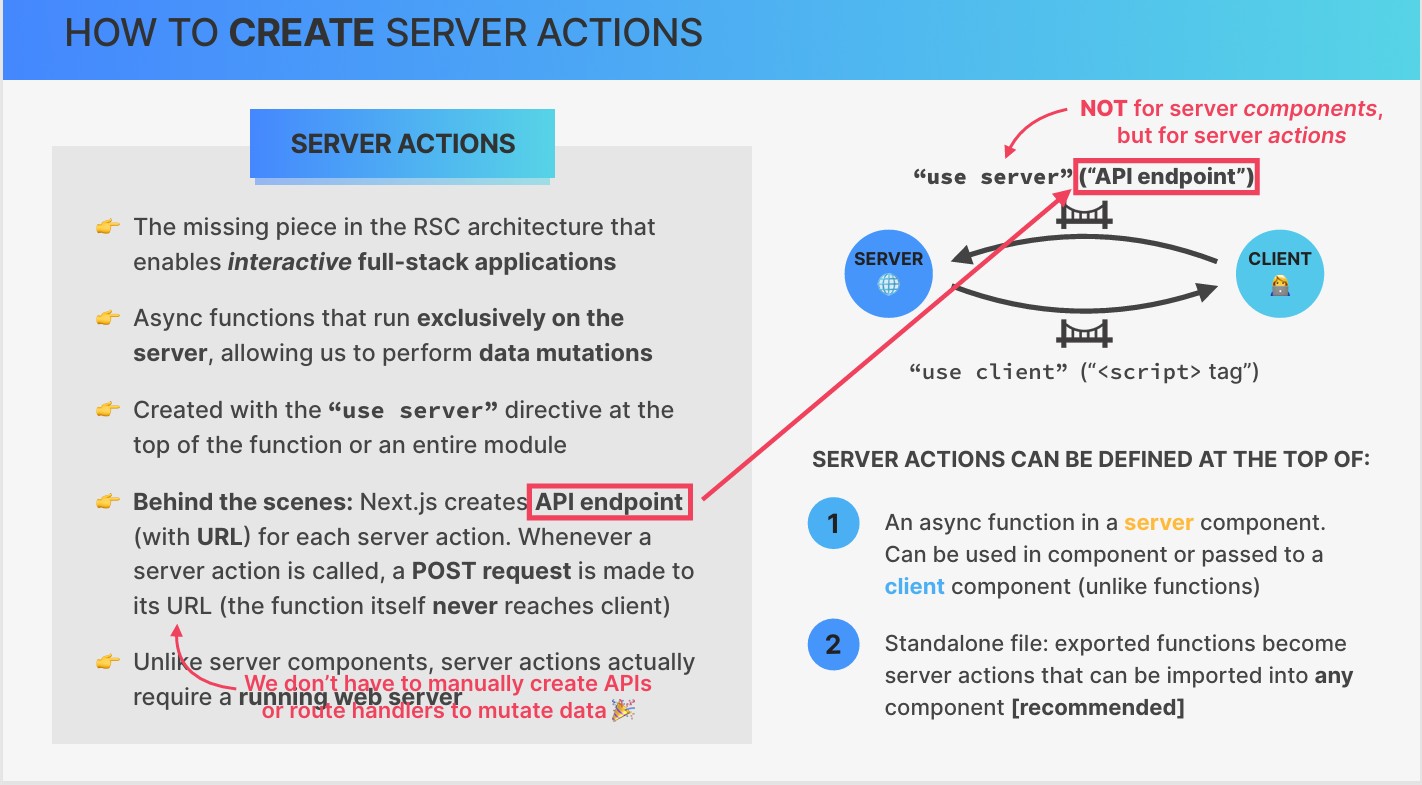 HOW TO CREATE SERVER ACTIONS
SERVER ACTIONS
👉 The missing piece in the RSC architecture that
enables interactive full-stack applications
👉 Async functions that run exclusively on the
server, allowing us to perform data mutations
👉 Created with the “use server” directive at the
top of the function or an entire module
👉 Behind the scenes: Next.js creates API endpoint
(with URL) for each server action. Whenever a
server action is called, a POST request is made to
its URL (the function itself never reaches client)
👉 Unlike server components, server actions actually
require a running web server
We don’t have to manually create APIs
or route handlers to mutate data 🎉
NOT for server components,
but for server actions
“use server” (“API endpoint”)
SERVER
CLIENT
“use client” (“<script> tag”)
SERVER ACTIONS CAN BE DEFINED AT THE TOP OF:
1 An async function in a server component.
Can be used in component or passed to a
client component (unlike functions)
2 Standalone file: exported functions become
server actions that can be imported into any
component [recommended]